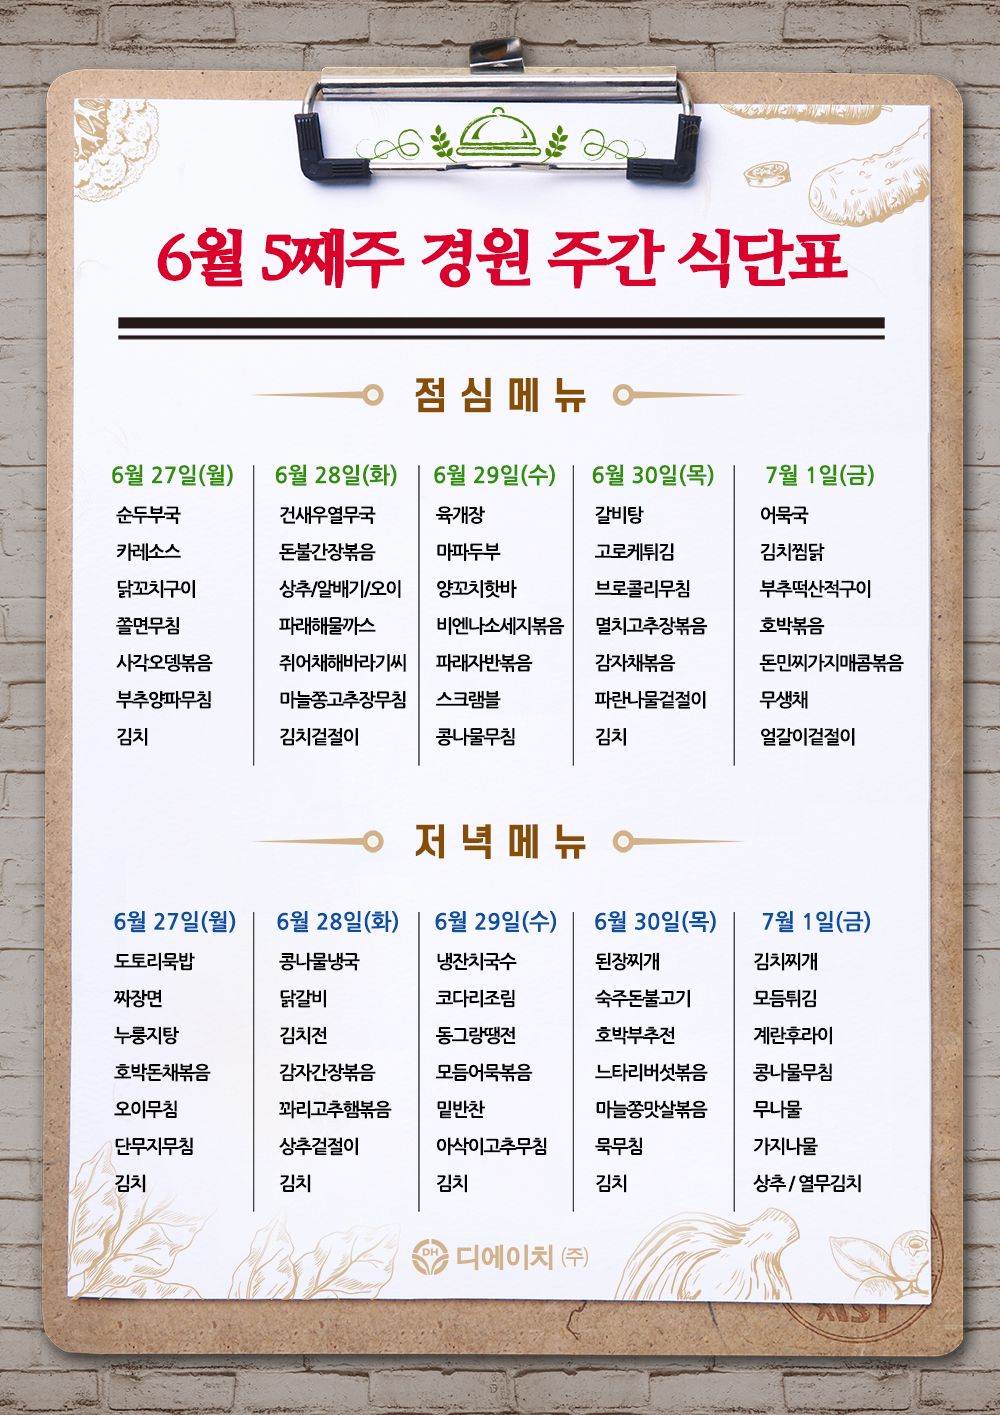 6월 5째주 경원 주간 식단표
점심메뉴
6월 27일(월)
순두부국
카레소스
닭꼬치구이
쫄면무침
사각오뎅볶음
부추양파무침
김치
6월 28일(화)
건새우열무국
돈불간장볶음
상추/알배기/오이
파래해물까스
쥐어채해바라기씨
마늘쫑고추장무침
김치겉절이
6월 29일(수)
육개장
마파두부
양꼬치핫바
비엔나소세지볶음
파래자반볶음
스크램블
콩나물무침
6월 30일(목)
갈비탕
고로케튀김
브로콜리무침
멸치고추장볶음
감자채볶음
파란나물겉절이
김치
7월 1일(금)
어묵국
김치찜닭
부추떡산적구이
호박볶음
돈민찌가지매콤볶음
무생채
얼갈이겉절이
저녁메뉴
6월 27일(월)
도토리묵밥
짜장면
누룽지탕
호박돈채볶음
오이무침
단무지무침
김치
6월 28일(화)
콩나물냉국
닭갈비
김치전
감자간장볶음
꽈리고추햄볶음
상추겉절이
김치
6월 29일(수)
냉잔치국수
코다리조림
동그랑땡전
모듬어묵볶음
밑반찬
아삭이고추무침
김치
6월 30일(목)
된장찌개
숙주돈불고기
호박부추전
느타리버섯볶음
마늘쫑맛살볶음
묵무침
김치
7월 1일(금)
김치찌개
모듬튀김
계란후라이
콩나물무침
무나물
가지나물
상추 / 열무김치
DH 디에이치 (주)